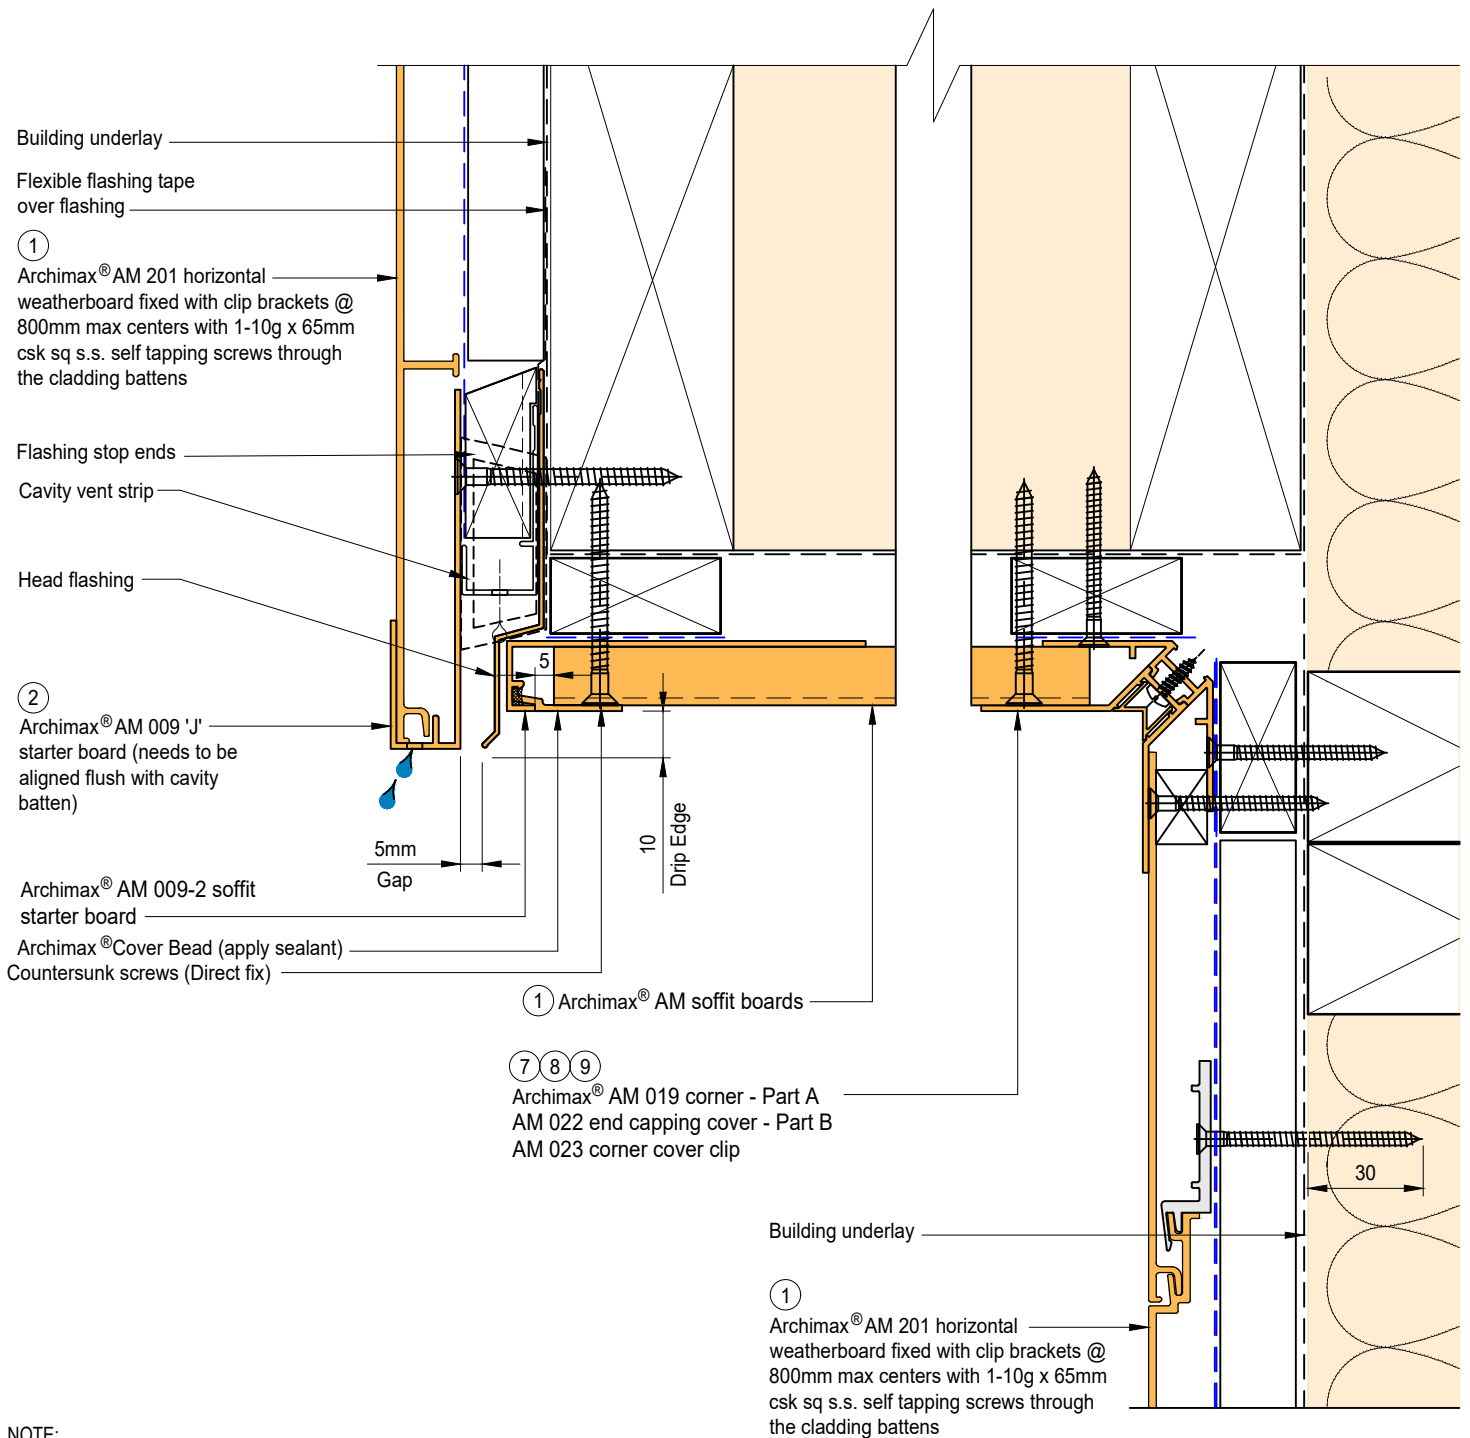 Building underlay
Flexible flashing tape
over flashing
1
Archimax® AM 201 horizontal
weatherboard fixed with clip brackets @
800mm max centers with 1-10g x 65mm
csk sq s.s. self tapping screws through
the cladding battens
Flashing stop ends
Cavity vent strip
Head flashing
5
2
Archimax® AM 009 'J'
starter board (needs to be
aligned flush with cavity
batten)
5mm
Gap
10
Drip Edge
Archimax® AM 009-2 soffit
starter board
Archimax® Cover Bead (apply sealant)
Countersunk screws (Direct fix)
1 Archimax® AM soffit boards
7 8 9
Archimax® AM 019 corner - Part A
AM 022 end capping cover - Part B
AM 023 corner cover clip
30
Building underlay
1
Archimax® AM 201 horizontal
weatherboard fixed with clip brackets @
800mm max centers with 1-10g x 65mm
csk sq s.s. self tapping screws through
the cladding battens
NOTE: